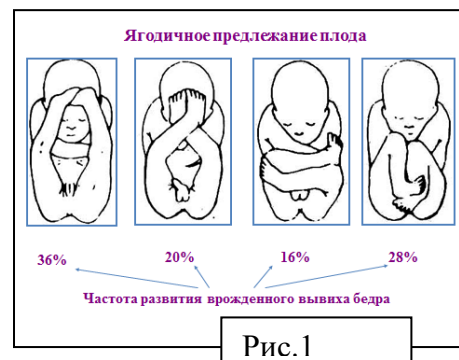 Ягодичное предлежание плода
36% 20% 16% 28%
Частота развития врожденного вывиха бедра
Рис.1